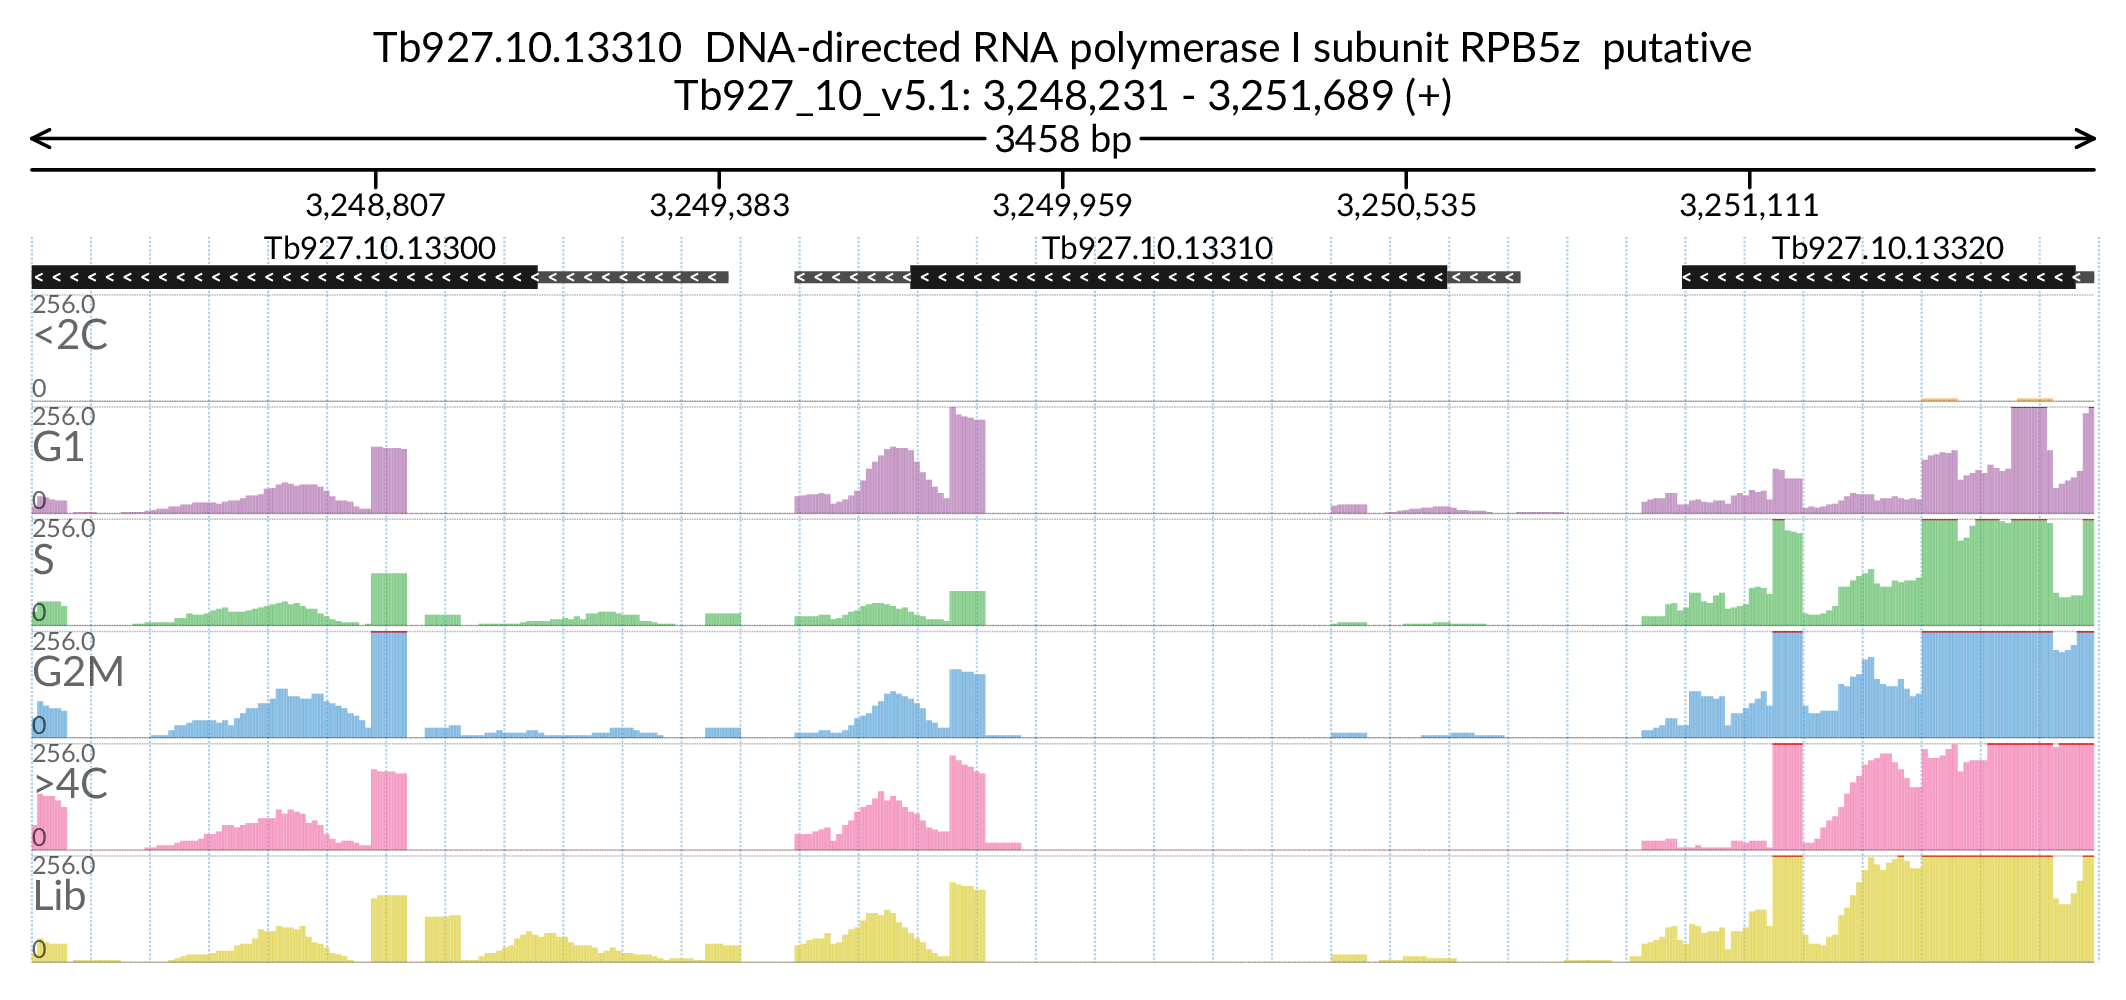 Tb927.10.13310  DNA-directed RNA polymerase I subunit RPB5z  putative
Tb927_10_v5.1: 3,248,231 - 3,251,689 (+)
3458 bp
3,248,807 3,249,383 3,249,959 3,250,535 3,251,111
Tb927.10.13300 Tb927.10.13310 Tb927.10.13320
256.0
<2C
0
256.0
G1
0
256.0
S
0
256.0
G2M
0
256.0
>4C
0
256.0
Lib
0